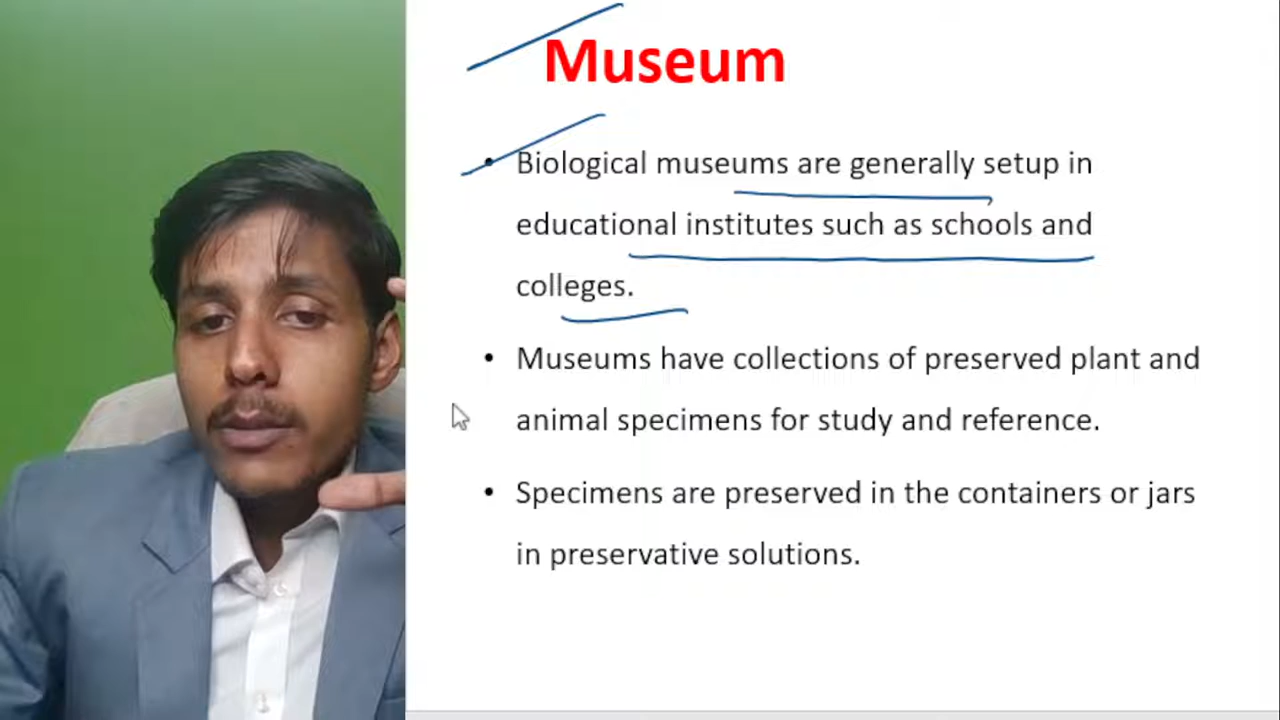 Museum
• Biological museums are generally setup in
educational institutes such as schools and
colleges.
• Museums have collections of preserved plant and
animal specimens for study and reference.
• Specimens are preserved in the containers or jars
in preservative solutions.